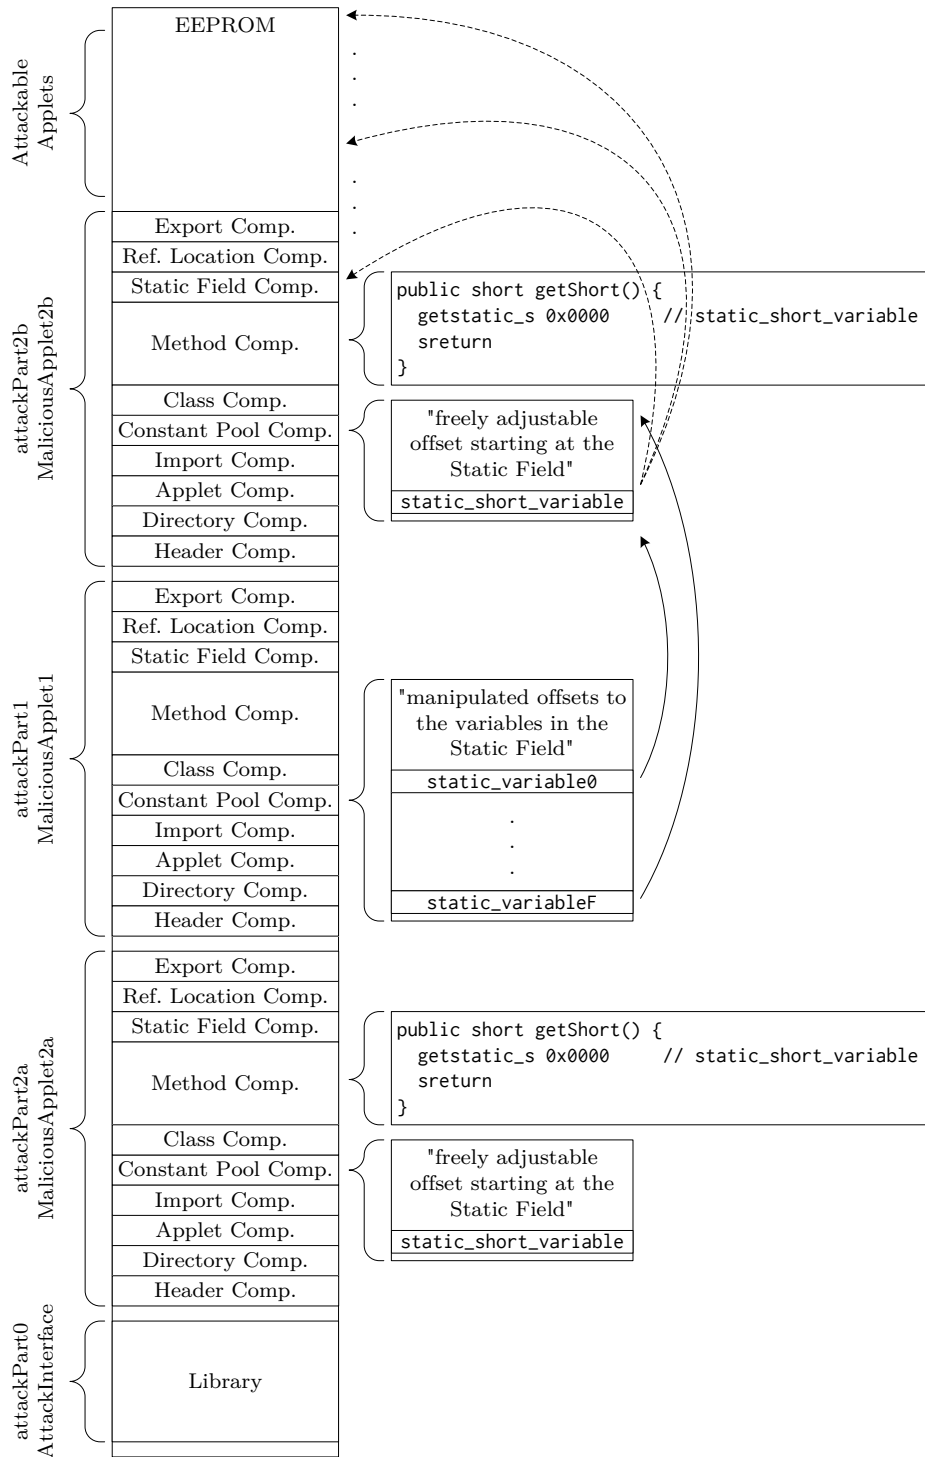 EEPROM
Attackable
Applets
.
.
.
.
.
.
attackPart2b
MaliciousApplet2b
Export Comp.
Ref. Location Comp.
Static Field Comp.
Method Comp.
Class Comp.
Constant Pool Comp.
Import Comp.
Applet Comp.
Directory Comp.
Header Comp.
public short getShort() {
getstatic_s 0x0000 // static_short_variable
sreturn
}
"freely adjustable
offset starting at the
Static Field"
static_short_variable
attackPart1
MaliciousApplet1
Export Comp.
Ref. Location Comp.
Static Field Comp.
Method Comp.
Class Comp.
Constant Pool Comp.
Import Comp.
Applet Comp.
Directory Comp.
Header Comp.
"manipulated offsets to
the variables in the
Static Field"
static_variable0
.
.
.
static_variableF
attackPart2a
MaliciousApplet2a
Export Comp.
Ref. Location Comp.
Static Field Comp.
Method Comp.
Class Comp.
Constant Pool Comp.
Import Comp.
Applet Comp.
Directory Comp.
Header Comp.
public short getShort() {
getstatic_s 0x0000 // static_short_variable
sreturn
}
"freely adjustable
offset starting at the
Static Field"
static_short_variable
attackPart0
AttackInterface
Library